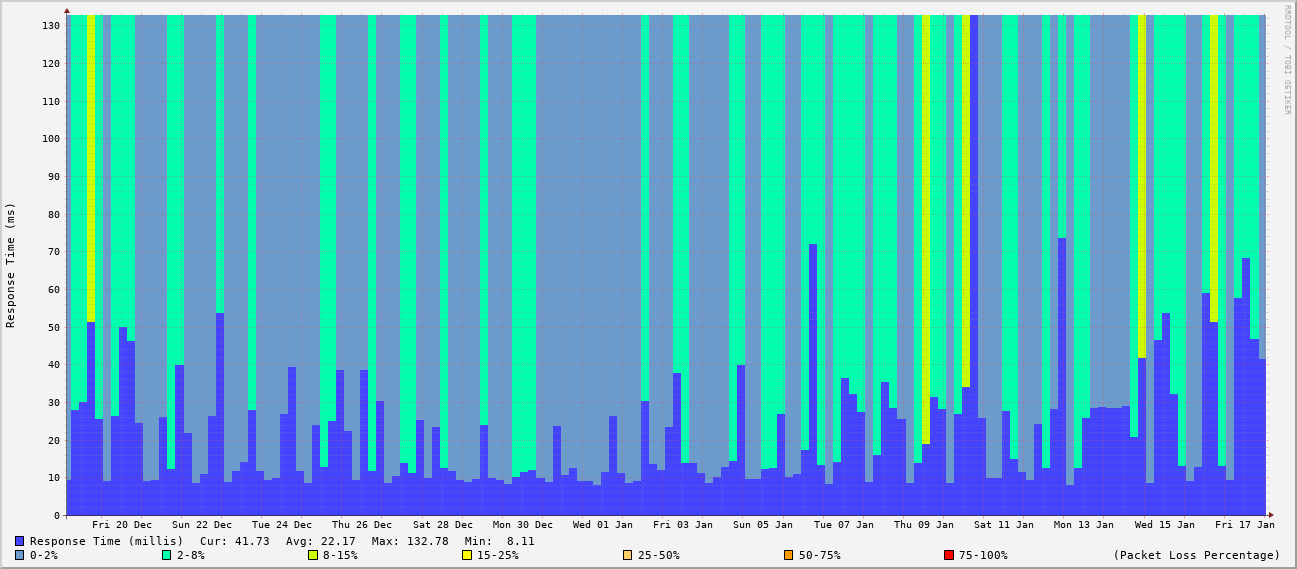 RRDTOOL / TOBI OETIKER
Response Time (ms)
130
120
110
100
90
80
70
60
50
40
30
20
10
0
Fri 20 Dec Sun 22 Dec Tue 24 Dec Thu 26 Dec Sat 28 Dec Mon 30 Dec Wed 01 Jan Fri 03 Jan Sun 05 Jan Tue 07 Jan Thu 09 Jan Sat 11 Jan Mon 13 Jan Wed 15 Jan Fri 17 Jan
Response Time (millis) Cur: 41.73 Avg: 22.17 Max: 132.78 Min: 8.11
0-2% 2-8% 8-15% 15-25% 25-50% 50-75% 75-100% (Packet Loss Percentage)